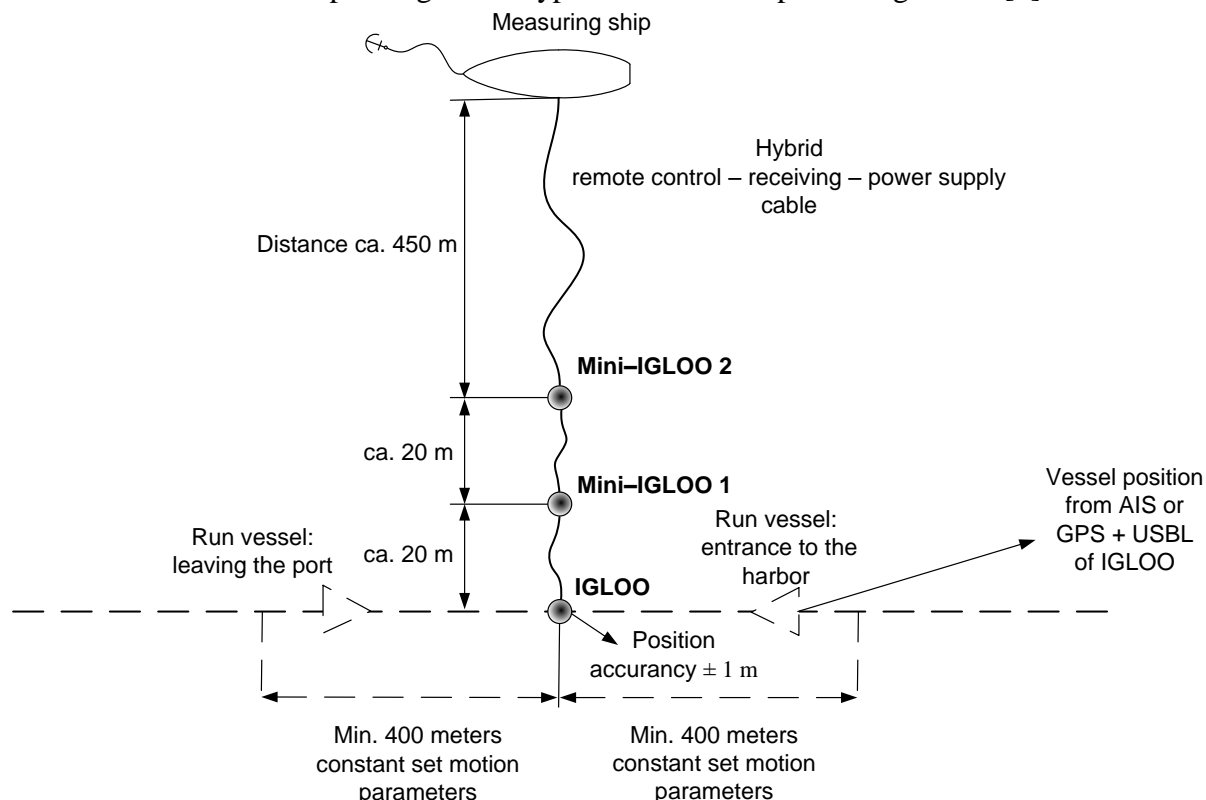 Measuring ship
Hybrid
remote control – receiving – power supply
cable
Distance ca. 450 m
Mini–IGLOO 2
ca. 20 m
Mini–IGLOO 1
Vessel position
from AIS or
GPS + USBL
of IGLOO
Run vessel:
leaving the port
ca. 20 m
Run vessel:
entrance to the
harbor
IGLOO
Position
accurancy ± 1 m
Min. 400 meters
constant set motion
parameters
Min. 400 meters
constant set motion
parameters